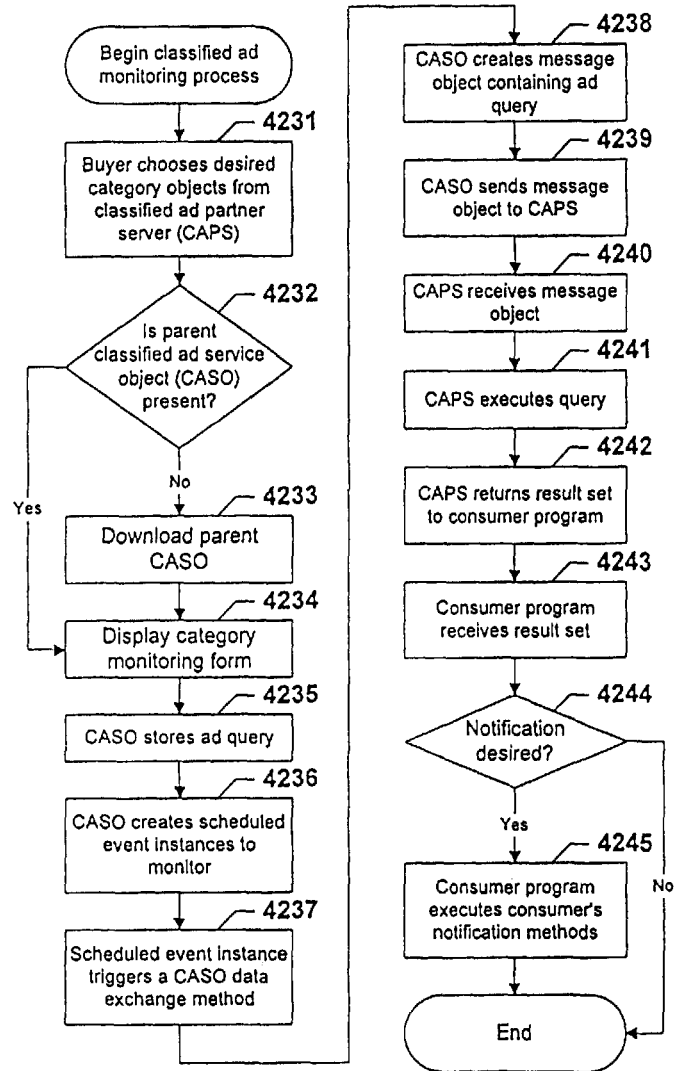 Begin classified ad
monitoring process
4231
Buyer chooses desired
category objects from
classified ad partner
server (CAPS)
4232
Is parent
classified ad service
object (CASO)
present?
No
Yes
4233
Download parent
CASO
4234
Display category
monitoring form
4235
CASO stores ad query
4236
CASO creates scheduled
event instances to
monitor
4237
Scheduled event instance
triggers a CASO data
exchange method
4238
CASO creates message
object containing ad
query
4239
CASO sends message
object to CAPS
4240
CAPS receives message
object
4241
CAPS executes query
4242
CAPS returns result set
to consumer program
4243
Consumer program
receives result set
4244
Notification
desired?
Yes
No
4245
Consumer program
executes consumer's
notification methods
End